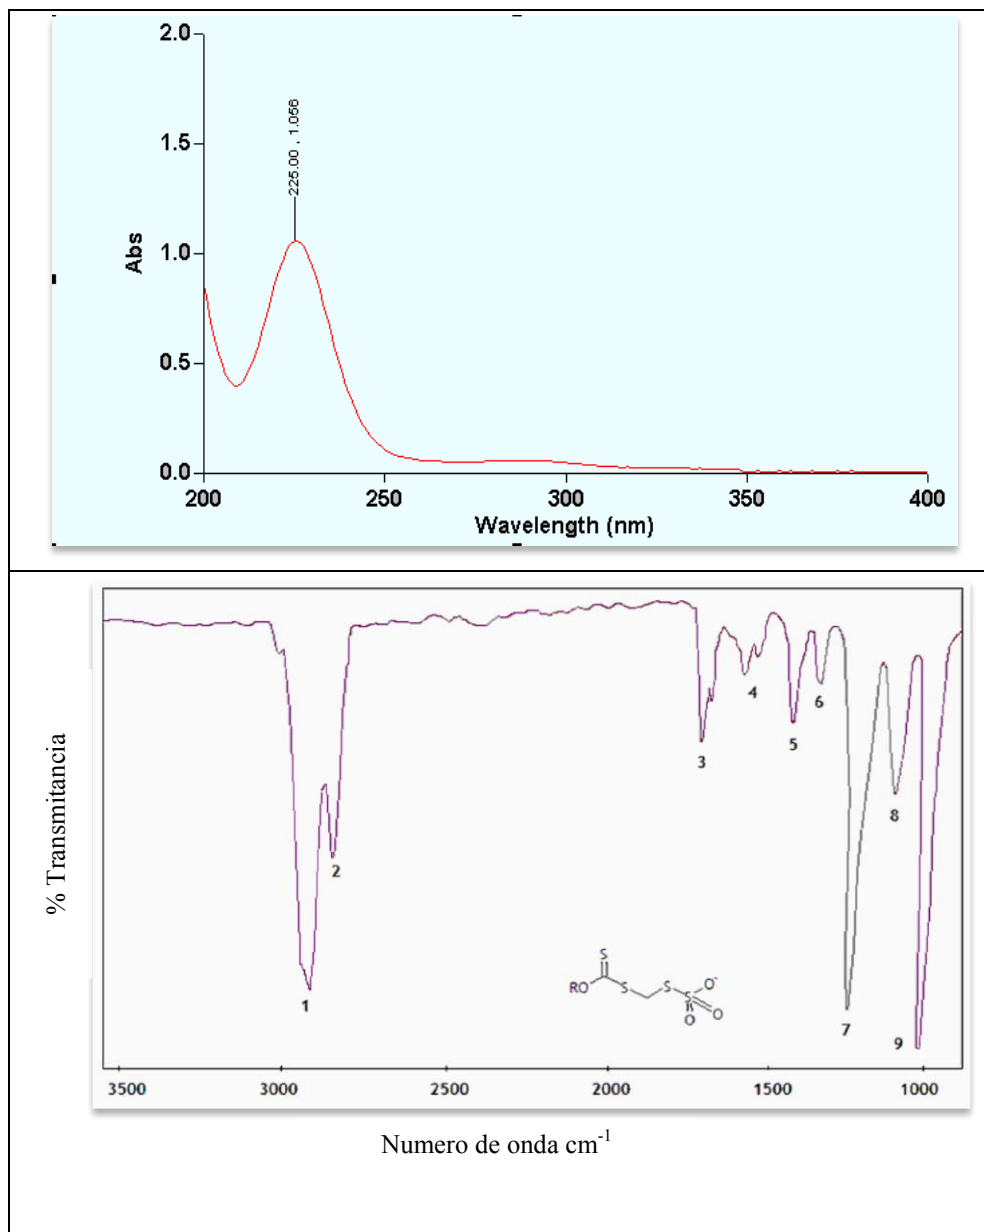 2.0
1.5
1.0
0.5
0.0
Abs
225.00 , 1.056
200 250 300 350 400
Wavelength (nm)
% Transmitancia
1
2
3
4
5
6
7
8
9
S
RO S S S O-
O O
3500 3000 2500 2000 1500 1000
Numero de onda cm-1